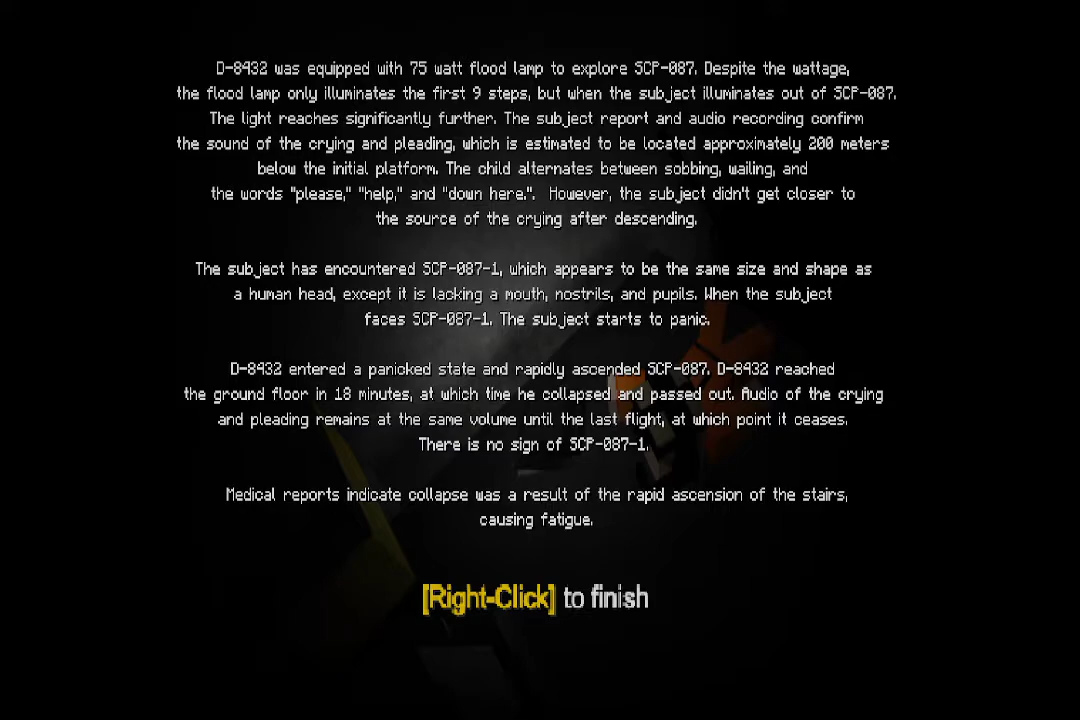 D-8432 was equipped with 75 watt flood lamp to explore SCP-087. Despite the wattage,
the flood lamp only illuminates the first 9 steps, but when the subject illuminates out of SCP-087.
The light reaches significantly further. The subject report and audio recording confirm
the sound of the crying and pleading, which is estimated to be located approximately 200 meters
below the initial platform. The child alternates between sobbing, wailing, and
the words "please," "help," and "down here.".  However, the subject didn't get closer to
the source of the crying after descending.
The subject has encountered SCP-087-1, which appears to be the same size and shape as
a human head, except it is lacking a mouth, nostrils, and pupils. When the subject
faces SCP-087-1. The subject starts to panic.
D-8432 entered a panicked state and rapidly ascended SCP-087. D-8432 reached
the ground floor in 18 minutes, at which time he collapsed and passed out. Audio of the crying
and pleading remains at the same volume until the last flight, at which point it ceases.
There is no sign of SCP-087-1.
Medical reports indicate collapse was a result of the rapid ascension of the stairs,
causing fatigue.
[Right-Click] to finish